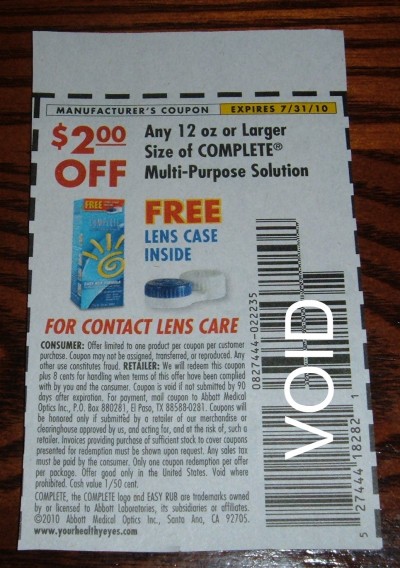 MANUFACTURER'S COUPON EXPIRES 7/31/10
$2.00 OFF
Any 12 oz or Larger
Size of COMPLETE®
Multi-Purpose Solution
FREE
COMPLETE
FREE
LENS CASE
INSIDE
FOR CONTACT LENS CARE
CONSUMER: Offer limited to one product per coupon per customer
purchase. Coupon may not be assigned, transferred, or reproduced. Any
other use constitutes fraud. RETAILER: We will redeem this coupon
plus 8 cents for handling when terms of this offer have been complied
with by you and the consumer. Coupon is void if not submitted by 90
days after expiration. For payment, mail coupon to Abbott Medical
Optics Inc., P.O. Box 880281, El Paso, TX 88588-0281. Coupons will
be honored only if submitted by a retailer of our merchandise or
clearinghouse approved by us, and acting for, and at the risk of, such a
retailer. Invoices providing purchase of sufficient stock to cover coupons
presented for redemption must be shown upon request. Any sales tax
must be paid by the consumer. Only one coupon redemption per offer
per package. Offer good only in the United States. Void where
prohibited. Cash value 1/50 cent.
COMPLETE, the COMPLETE logo and EASY RUB are trademarks owned
by or licensed to Abbott Laboratories, its subsidiaries or affiliates.
©2010 Abbott Medical Optics Inc., Santa Ana, CA 92705.
www.yourhealthyeyes.com
0827444-022235
VOID
5 27444 18282 1